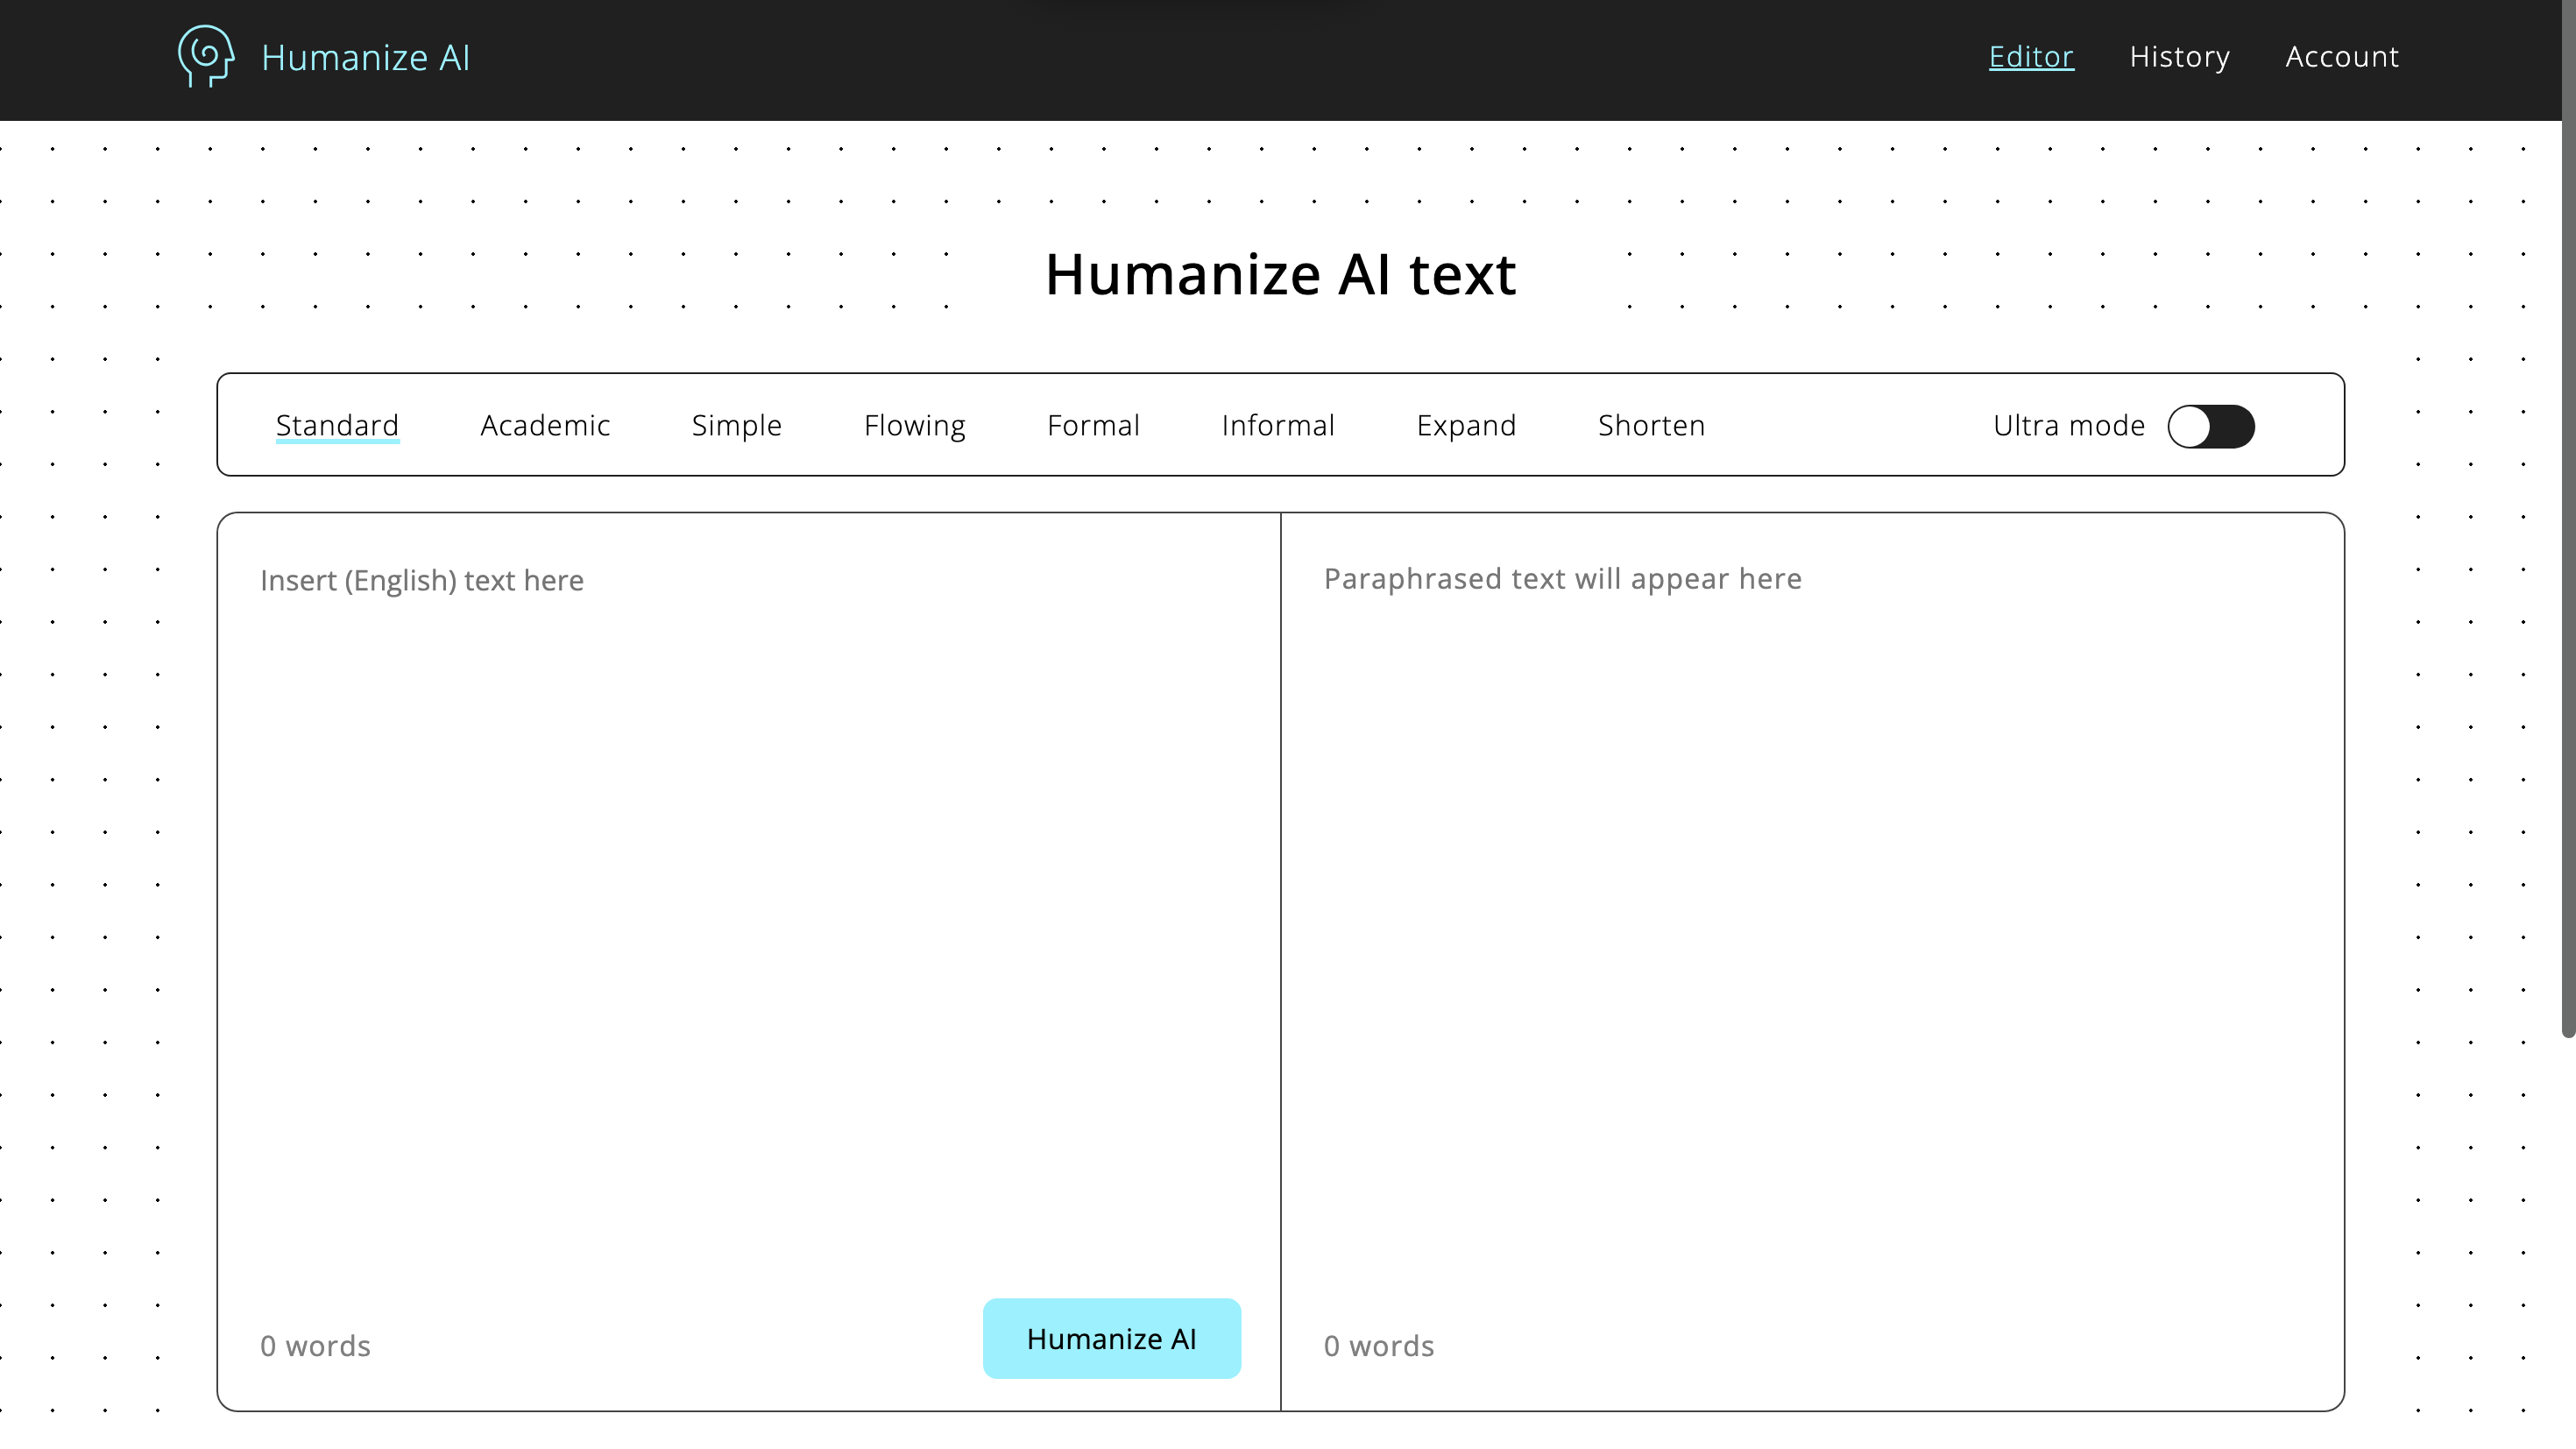 Humanize AI
Editor History Account
Humanize AI text
Standard Academic Simple Flowing Formal Informal Expand Shorten Ultra mode
Insert (English) text here
Paraphrased text will appear here
0 words
Humanize AI
0 words